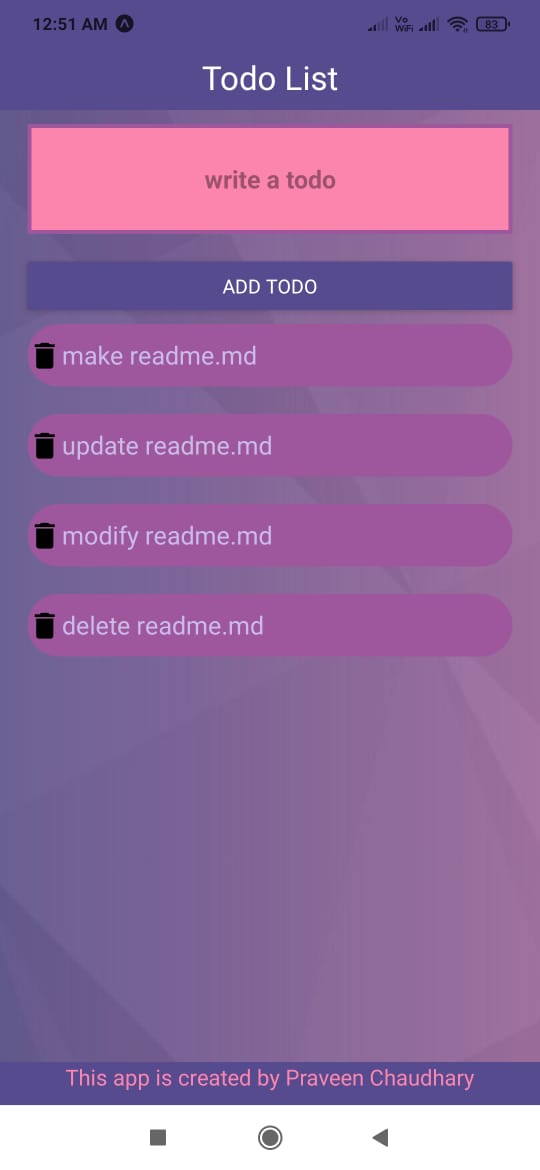 12:51 AM
Vo
WiFi
83
Todo List
write a todo
ADD TODO
make readme.md
update readme.md
modify readme.md
delete readme.md
This app is created by Praveen Chaudhary